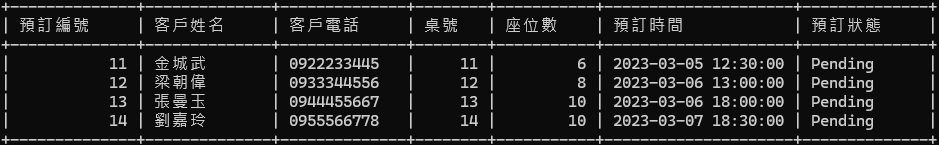 +--------------+--------------+--------------+--------+------------+---------------------+--------------+
| 預訂編號 | 客戶姓名 | 客戶電話 | 桌號 | 座位數 | 預訂時間 | 預訂狀態 |
+--------------+--------------+--------------+--------+------------+---------------------+--------------+
| 11 | 金城武 | 0922233445 | 11 | 6 | 2023-03-05 12:30:00 | Pending |
| 12 | 梁朝偉 | 0933344556 | 12 | 8 | 2023-03-06 13:00:00 | Pending |
| 13 | 張曼玉 | 0944455667 | 13 | 10 | 2023-03-06 18:00:00 | Pending |
| 14 | 劉嘉玲 | 0955566778 | 14 | 10 | 2023-03-07 18:30:00 | Pending |
+--------------+--------------+--------------+--------+------------+---------------------+--------------+